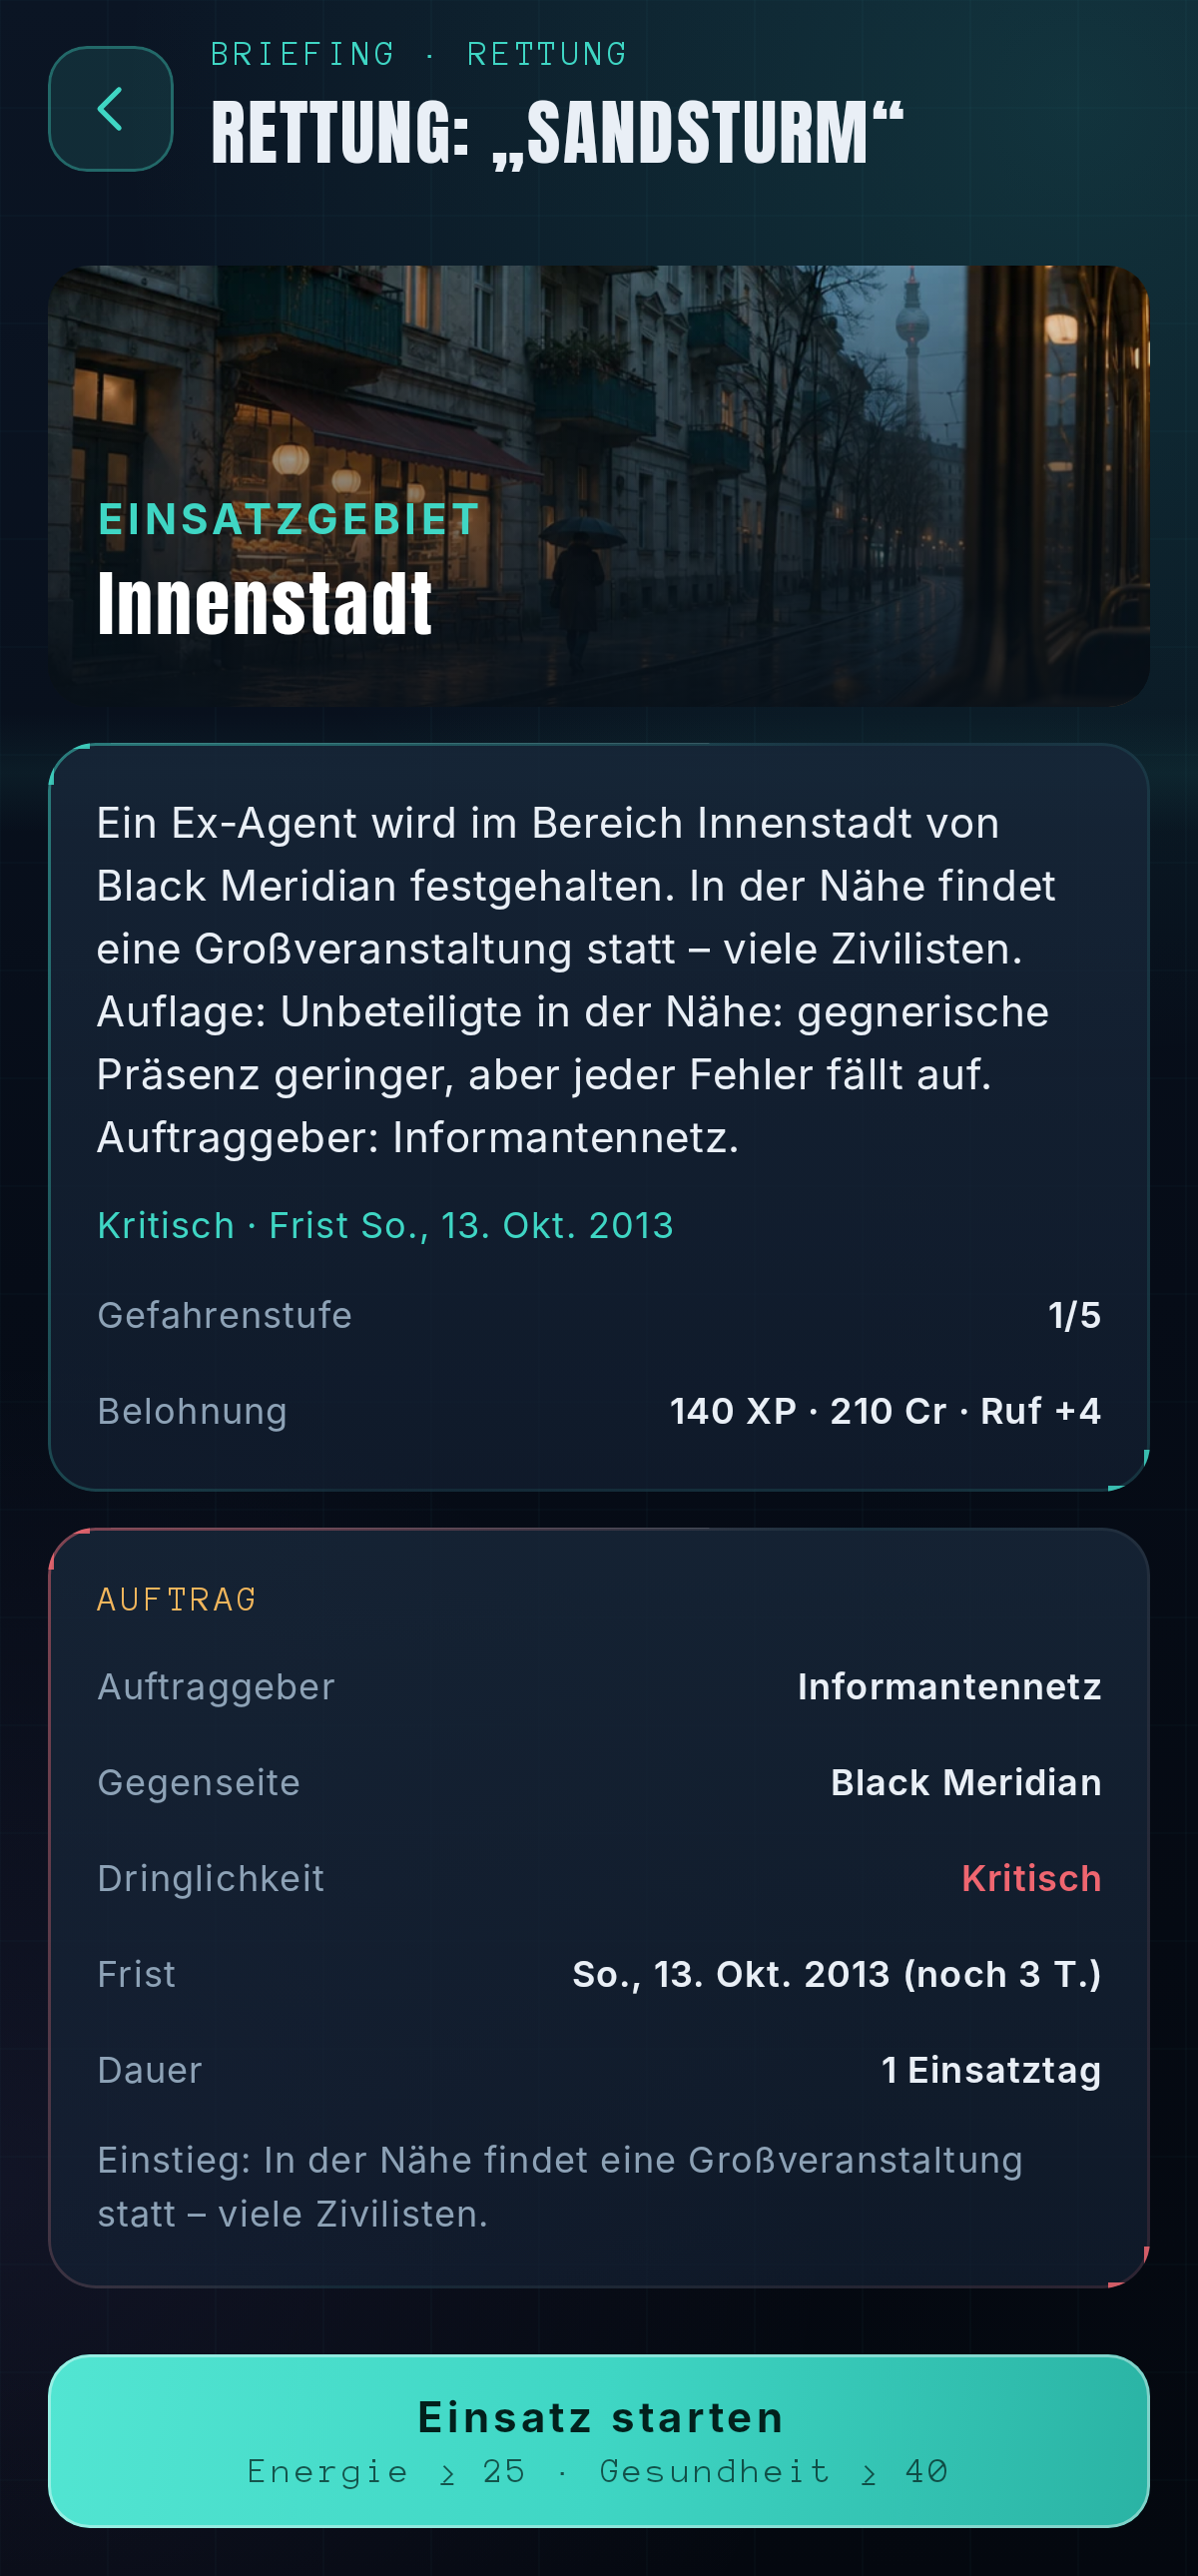 BRIEFING · RETTUNG
RETTUNG: „SANDSTURM“
EINSATZGEBIET
Innenstadt
Ein Ex-Agent wird im Bereich Innenstadt von
Black Meridian festgehalten. In der Nähe findet
eine Großveranstaltung statt – viele Zivilisten.
Auflage: Unbeteiligte in der Nähe: gegnerische
Präsenz geringer, aber jeder Fehler fällt auf.
Auftraggeber: Informantennetz.
Kritisch · Frist So., 13. Okt. 2013
Gefahrenstufe 1/5
Belohnung 140 XP · 210 Cr · Ruf +4
AUFTRAG
Auftraggeber Informantennetz
Gegenseite Black Meridian
Dringlichkeit Kritisch
Frist So., 13. Okt. 2013 (noch 3 T.)
Dauer 1 Einsatztag
Einstieg: In der Nähe findet eine Großveranstaltung
statt – viele Zivilisten.
Einsatz starten
Energie ≥ 25 · Gesundheit ≥ 40